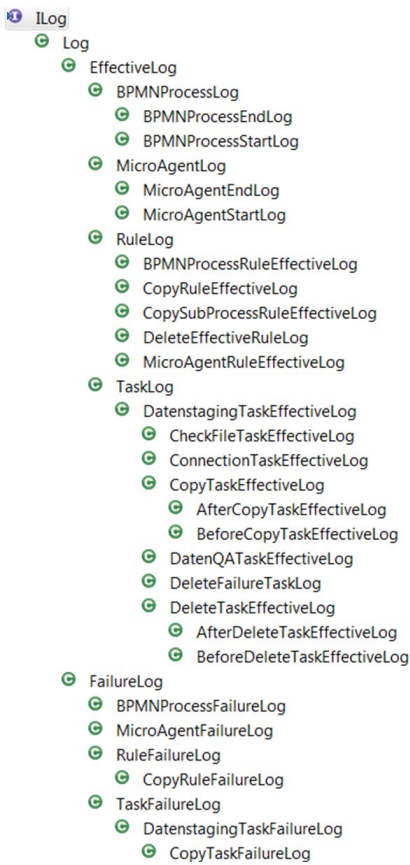 ILog
Log
EffectiveLog
BPMNProcessLog
BPMNProcessEndLog
BPMNProcessStartLog
MicroAgentLog
MicroAgentEndLog
MicroAgentStartLog
RuleLog
BPMNProcessRuleEffectiveLog
CopyRuleEffectiveLog
CopySubProcessRuleEffectiveLog
DeleteEffectiveRuleLog
MicroAgentRuleEffectiveLog
TaskLog
DatenstagingTaskEffectiveLog
CheckFileTaskEffectiveLog
ConnectionTaskEffectiveLog
CopyTaskEffectiveLog
AfterCopyTaskEffectiveLog
BeforeCopyTaskEffectiveLog
DatenQATaskEffectiveLog
DeleteFailureTaskLog
DeleteTaskEffectiveLog
AfterDeleteTaskEffectiveLog
BeforeDeleteTaskEffectiveLog
FailureLog
BPMNProcessFailureLog
MicroAgentFailureLog
RuleFailureLog
CopyRuleFailureLog
TaskFailureLog
DatenstagingTaskFailureLog
CopyTaskFailureLog